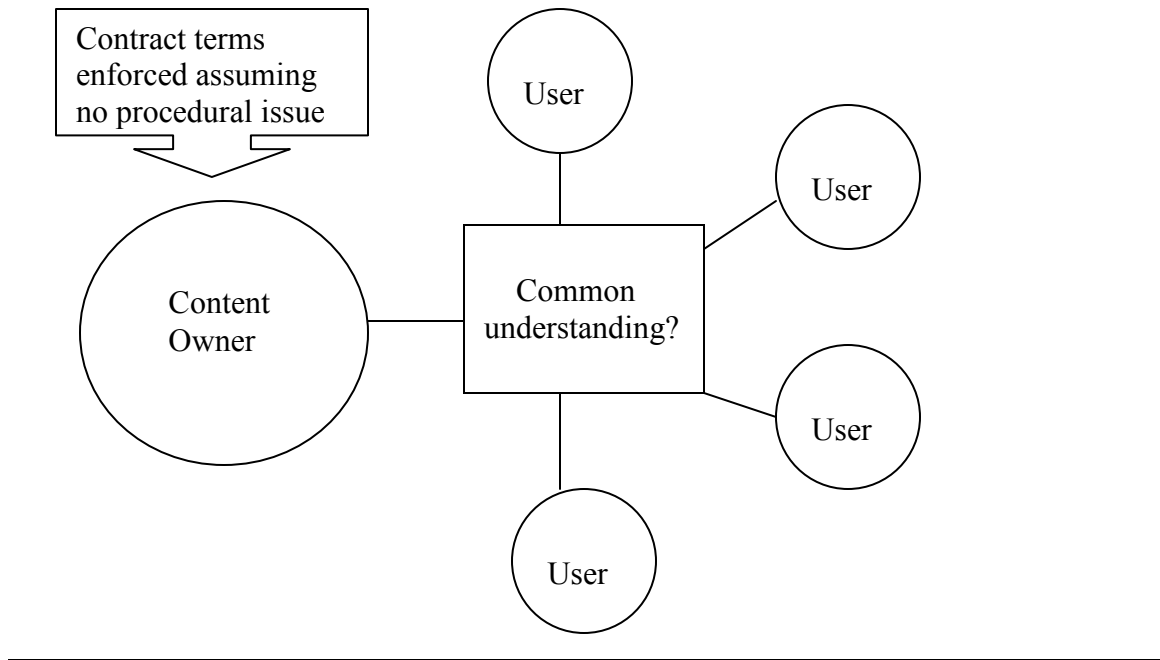 Contract terms
enforced assuming
no procedural issue
User
User
Content
Owner
Common
understanding?
User
User